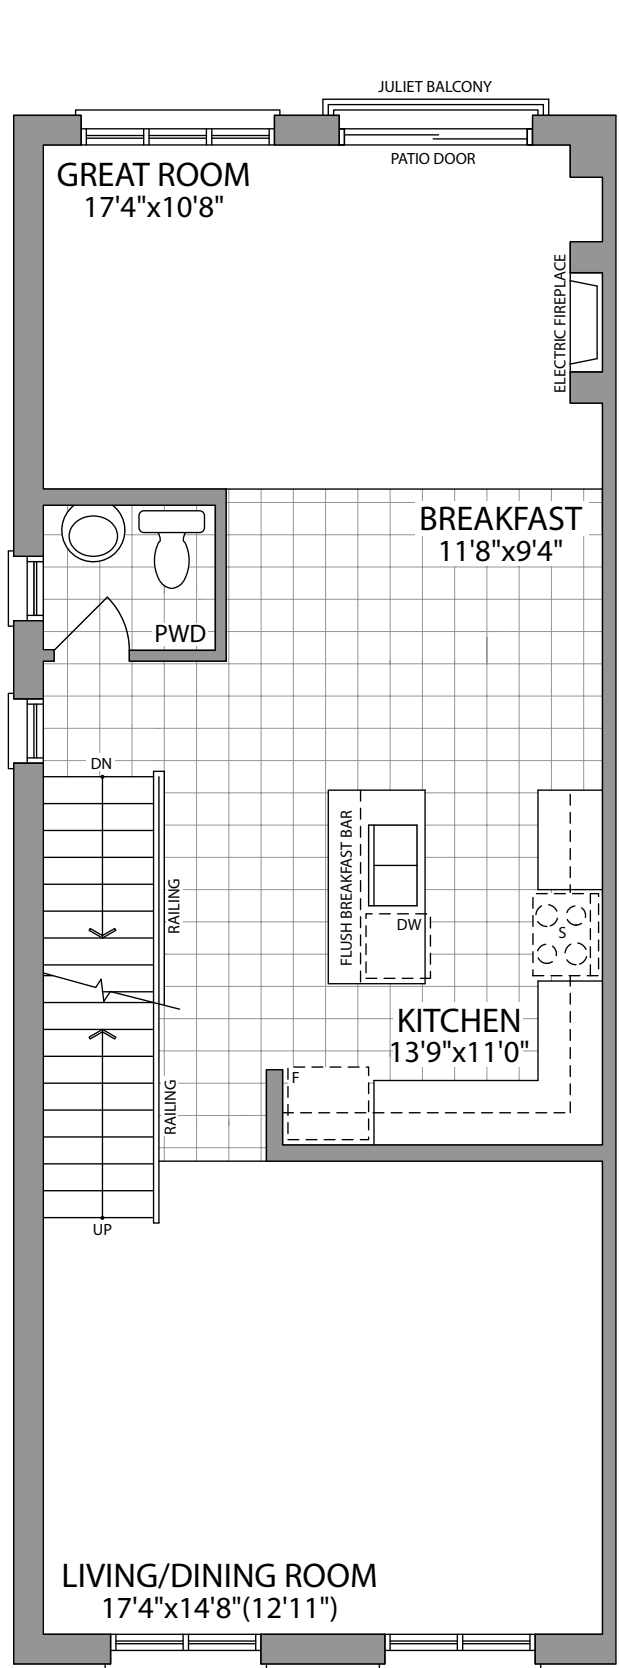 JULIET BALCONY
PATIO DOOR
GREAT ROOM
17'4"x10'8"
ELECTRIC FIREPLACE
BREAKFAST
11'8"x9'4"
PWD
DN
RAILING
FLUSH BREAKFAST BAR
DW
S
KITCHEN
13'9"x11'0"
F
RAILING
UP
LIVING/DINING ROOM
17'4"x14'8"(12'11")